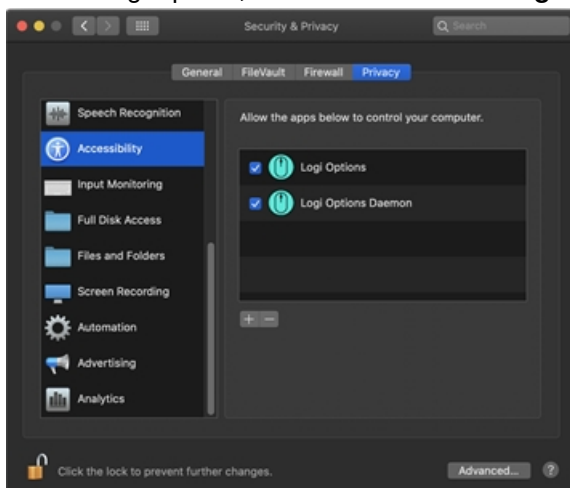 Security & Privacy
Search
General
FileVault
Firewall
Privacy
Speech Recognition
Accessibility
Input Monitoring
Full Disk Access
Files and Folders
Screen Recording
Automation
Advertising
Analytics
Allow the apps below to control your computer.
Logi Options
Logi Options Daemon
+ −
Click the lock to prevent further changes.
Advanced...
?